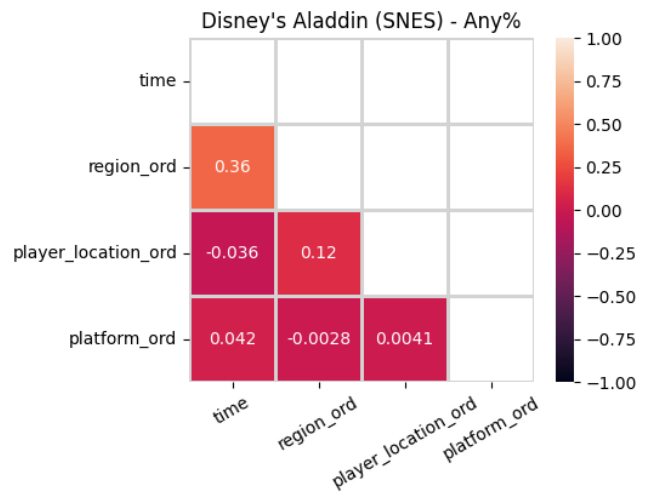 Disney's Aladdin (SNES) - Any%
time
region_ord
player_location_ord
platform_ord
0.36
-0.036 0.12
0.042 -0.0028 0.0041
time region_ord player_location_ord platform_ord
1.00
0.75
0.50
0.25
0.00
-0.25
-0.50
-0.75
-1.00